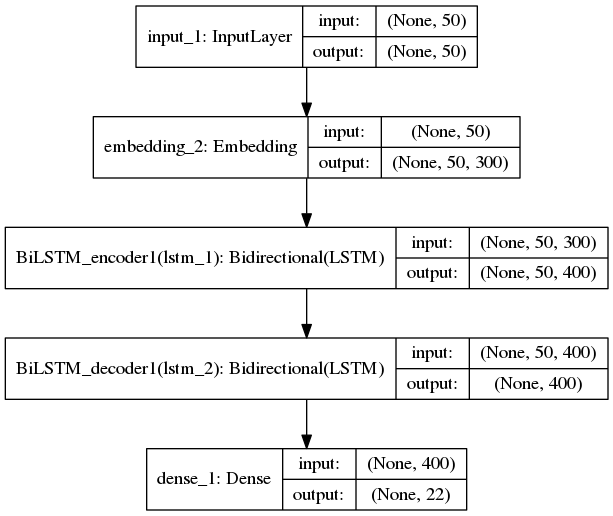 input_1: InputLayer
input:
(None, 50)
output:
(None, 50)
embedding_2: Embedding
input:
(None, 50)
output:
(None, 50, 300)
BiLSTM_encoder1(lstm_1): Bidirectional(LSTM)
input:
(None, 50, 300)
output:
(None, 50, 400)
BiLSTM_decoder1(lstm_2): Bidirectional(LSTM)
input:
(None, 50, 400)
output:
(None, 400)
dense_1: Dense
input:
(None, 400)
output:
(None, 22)